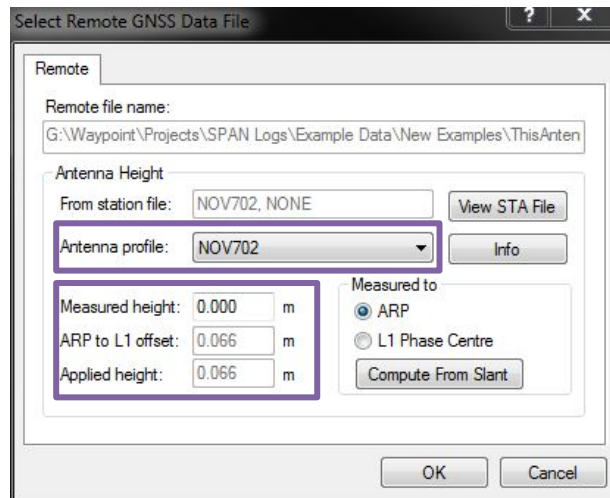 Select Remote GNSS Data File
? x
Remote
Remote file name:
G:\Waypoint\Projects\SPAN Logs\Example Data\New Examples\ThisAnten
Antenna Height
From station file: NOV702, NONE View STA File
Antenna profile: NOV702 Info
Measured to
Measured height: 0.000 m ARP
ARP to L1 offset: 0.066 m L1 Phase Centre
Applied height: 0.066 m Compute From Slant
OK Cancel